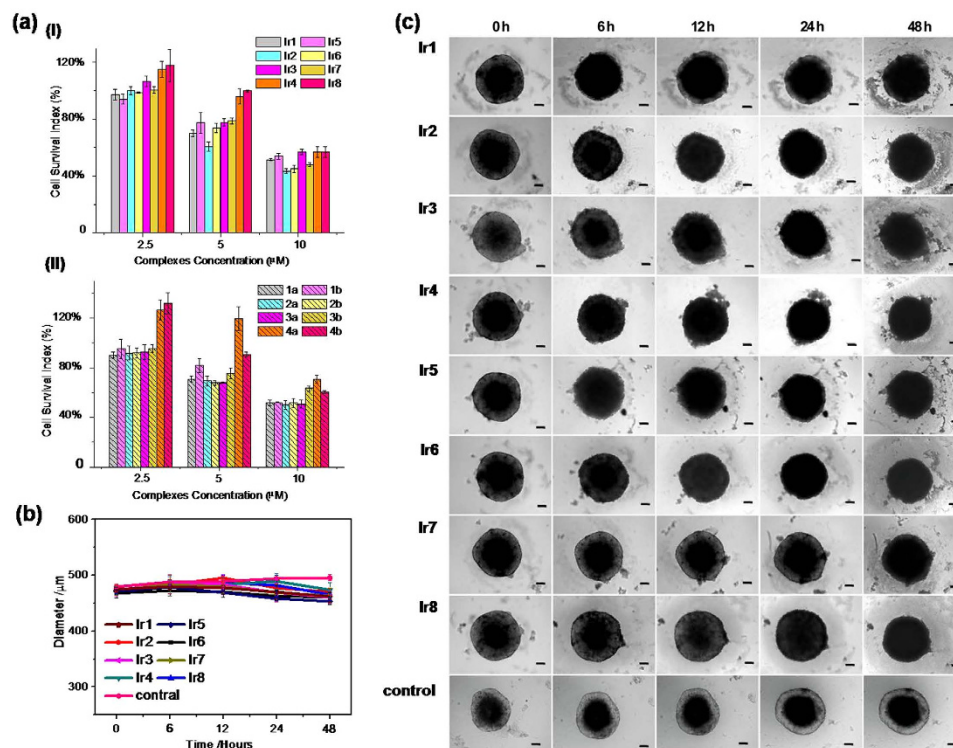 (a)
(I)
Ir1 Ir5
Ir2 Ir6
Ir3 Ir7
Ir4 Ir8
120%
80%
40%
0
Cell Survival Index (%)
2.5 5 10
Complexes Concentration (µM)
(II)
1a 1b
2a 2b
3a 3b
4a 4b
120%
80%
40%
0
Cell Survival Index (%)
2.5 5 10
Complexes Concentration (µM)
(b)
600
500
400
300
Diameter /µm
Ir1 Ir5
Ir2 Ir6
Ir3 Ir7
Ir4 Ir8
contral
0 6 12 24 48
Time /Hours
(c)
0 h 6 h 12 h 24 h 48 h
Ir1
Ir2
Ir3
Ir4
Ir5
Ir6
Ir7
Ir8
control